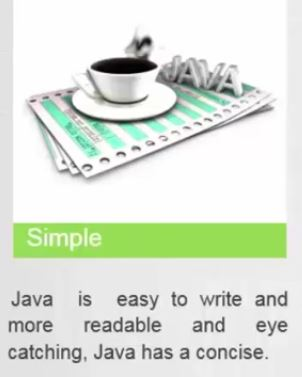 JAVA
Simple
Java is easy to write and
more readable and eye
catching, Java has a concise.